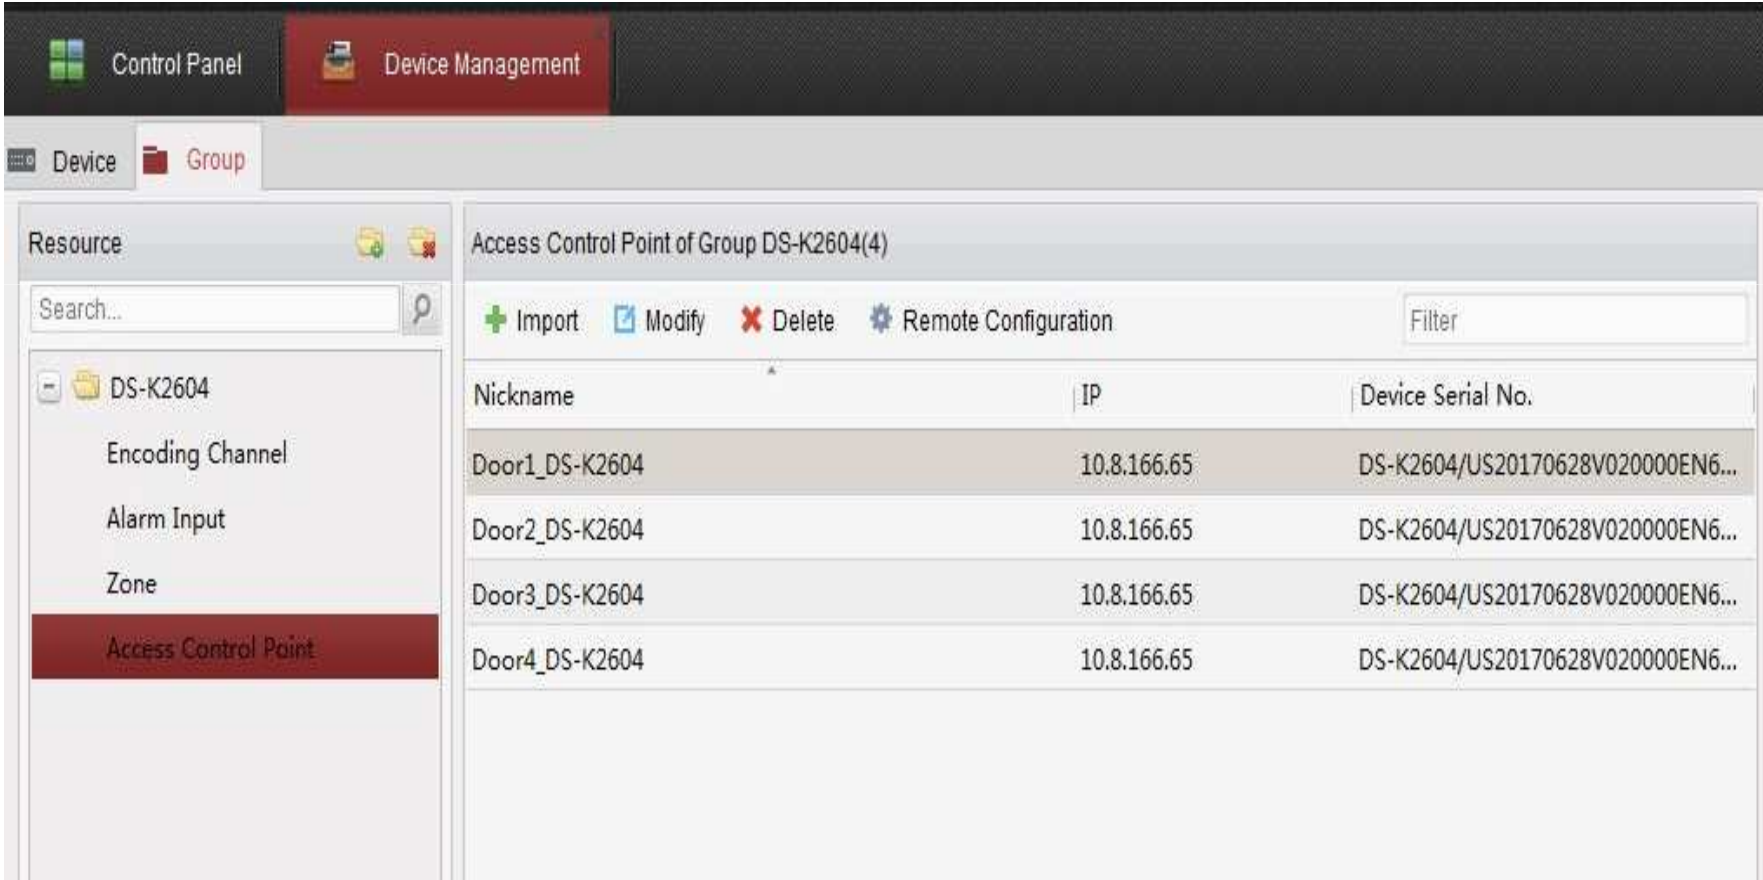 Control Panel
Device Management
Device
Group
Resource
Search...
DS-K2604
Encoding Channel
Alarm Input
Zone
Access Control Point
Access Control Point of Group DS-K2604(4)
Import Modify Delete Remote Configuration Filter
Nickname IP Device Serial No.
Door1_DS-K2604 10.8.166.65 DS-K2604/US20170628V020000EN6...
Door2_DS-K2604 10.8.166.65 DS-K2604/US20170628V020000EN6...
Door3_DS-K2604 10.8.166.65 DS-K2604/US20170628V020000EN6...
Door4_DS-K2604 10.8.166.65 DS-K2604/US20170628V020000EN6...